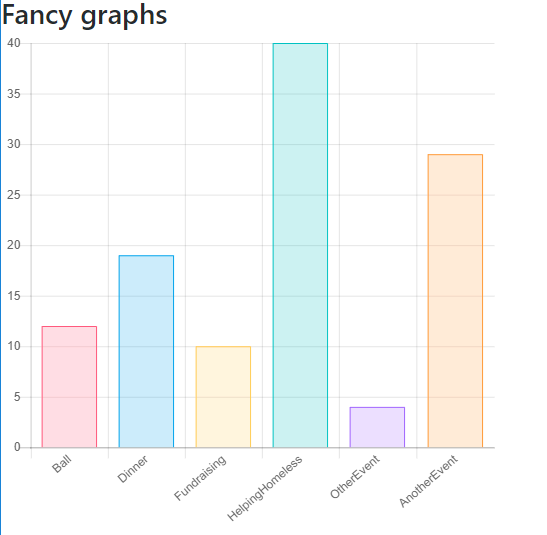 Fancy graphs
40
35
30
25
20
15
10
5
0
Ball
Dinner
Fundraising
HelpingHomeless
OtherEvent
AnotherEvent